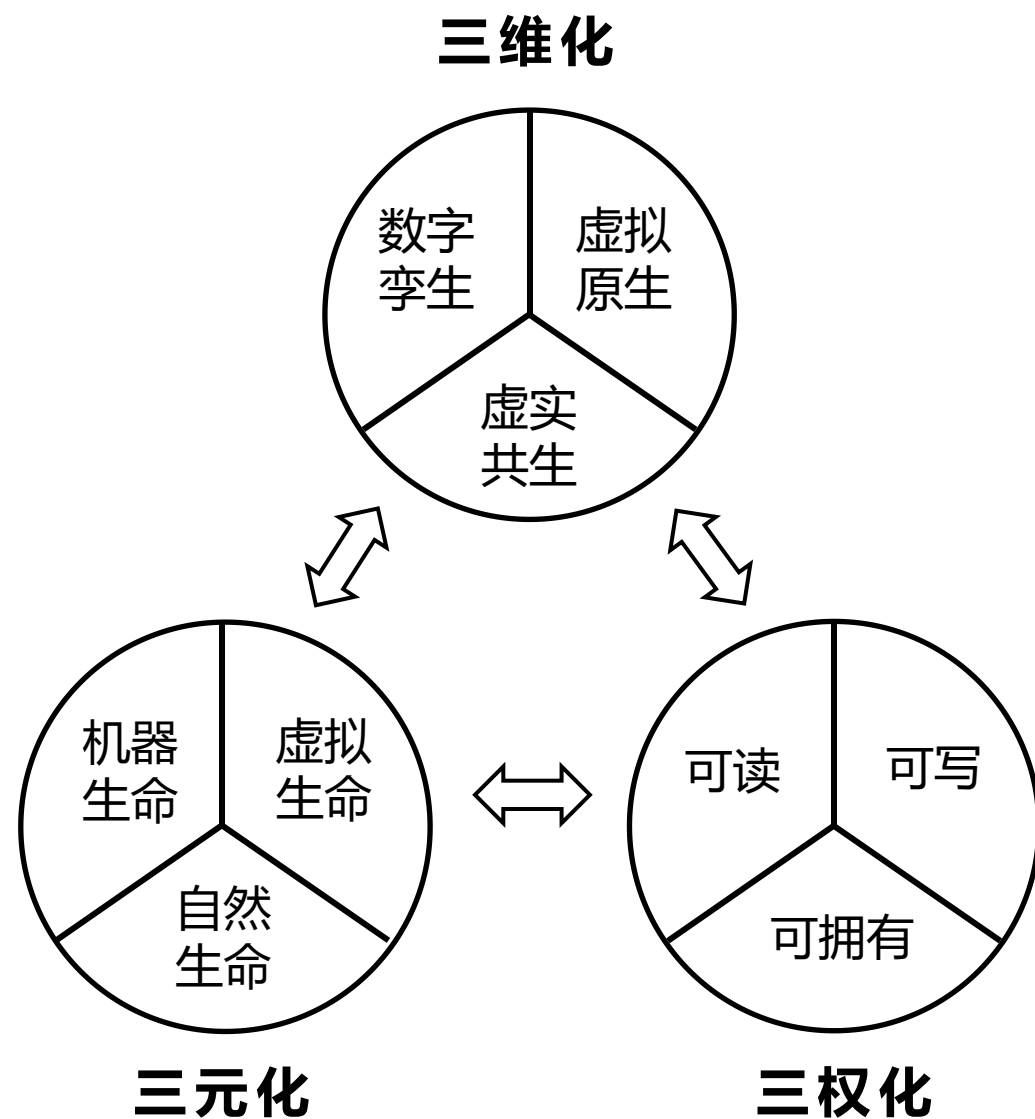 三维化
数字
孪生
虚拟
原生
虚实
共生
机器
生命
虚拟
生命
自然
生命
三元化
可读
可写
可拥有
三权化